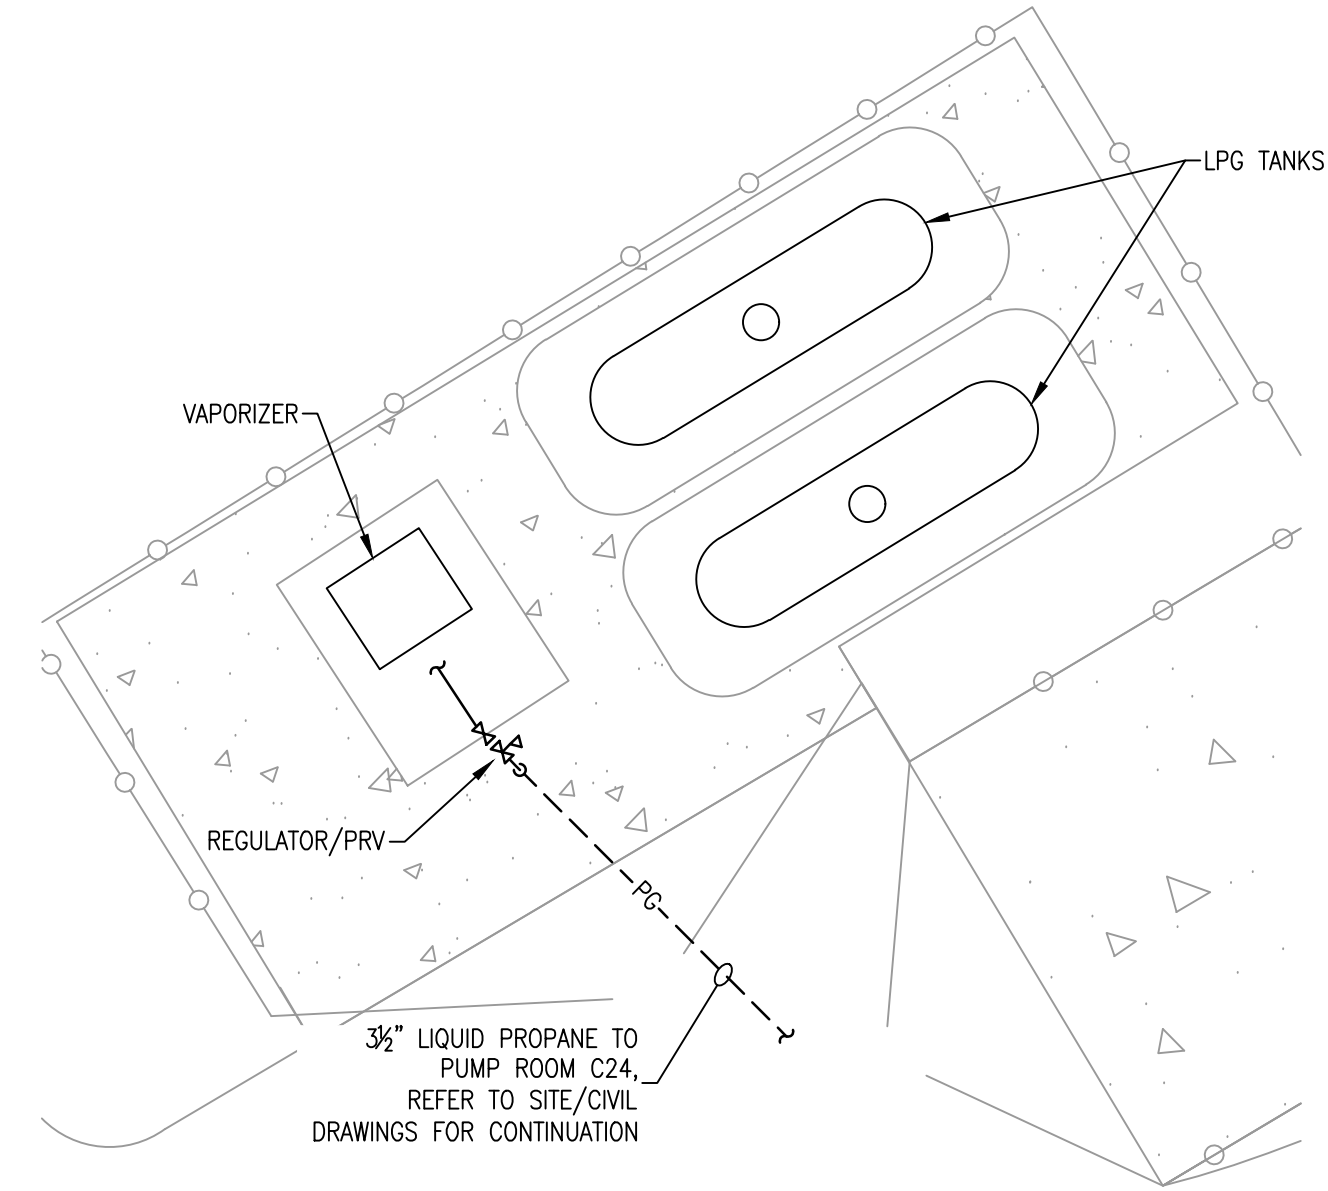 LPG TANKS
VAPORIZER
REGULATOR/PRV
PG
3½" LIQUID PROPANE TO
PUMP ROOM C24,
REFER TO SITE/CIVIL
DRAWINGS FOR CONTINUATION